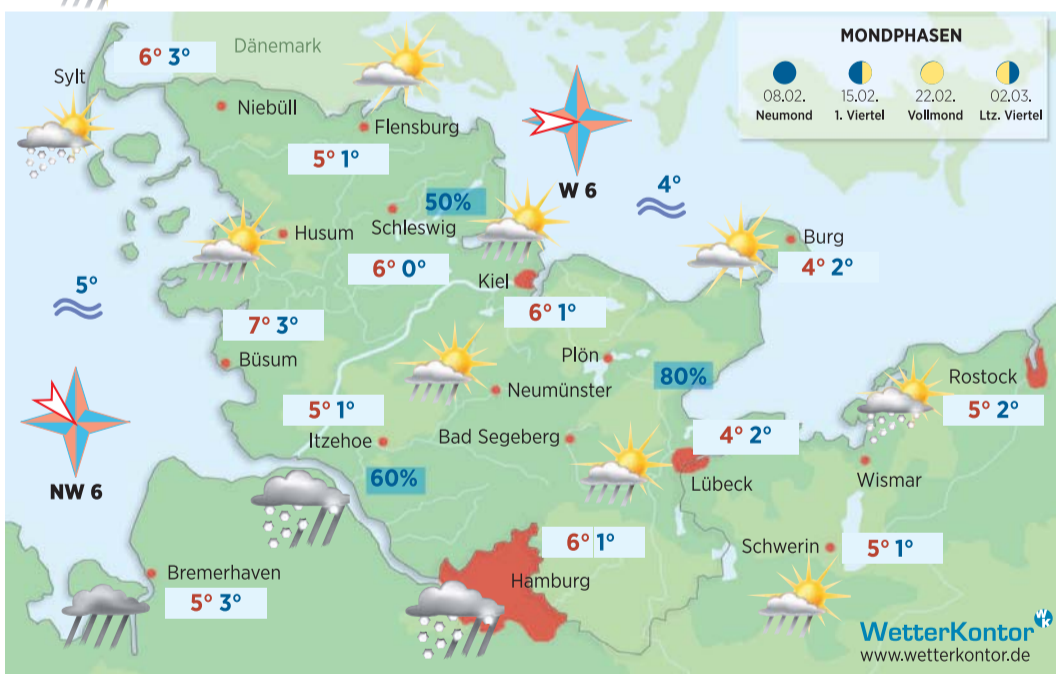 MONDPHASEN
08.02. 15.02. 22.02. 02.03.
Neumond 1. Viertel Vollmond Ltz. Viertel
Dänemark
6° 3°
Sylt
Niebüll
Flensburg
5° 1°
W 6
4°
50%
Schleswig
Husum
Burg
4° 2°
6° 0°
Kiel
5°
6° 1°
7° 3°
Büsum
Plön
80%
Rostock
5° 2°
Neumünster
5° 1°
Itzehoe
Bad Segeberg
4° 2°
Lübeck
Wismar
60%
NW 6
6° 1°
Schwerin
5° 1°
Bremerhaven
5° 3°
Hamburg
WetterKontor WK
www.wetterkontor.de